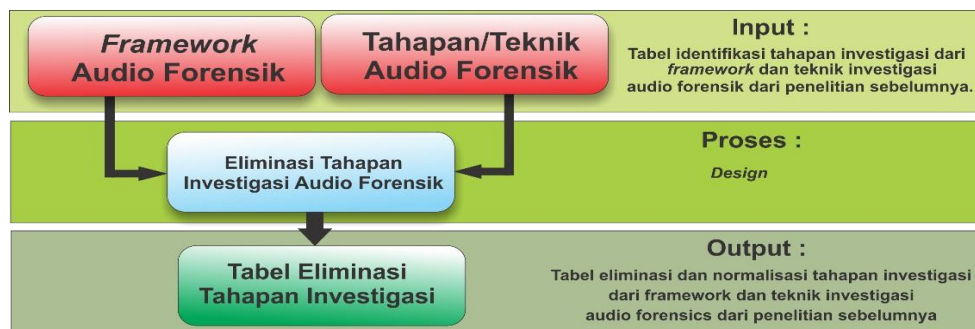 Framework
Audio Forensik
Tahapan/Teknik
Audio Forensik
Input :
Tabel identifikasi tahapan investigasi dari
framework dan teknik investigasi
audio forensik dari penelitian sebelumnya.
Eliminasi Tahapan
Investigasi Audio Forensik
Proses :
Design
Tabel Eliminasi
Tahapan Investigasi
Output :
Tabel eliminasi dan normalisasi tahapan investigasi
dari framework dan teknik investigasi
audio forensics dari penelitian sebelumnya